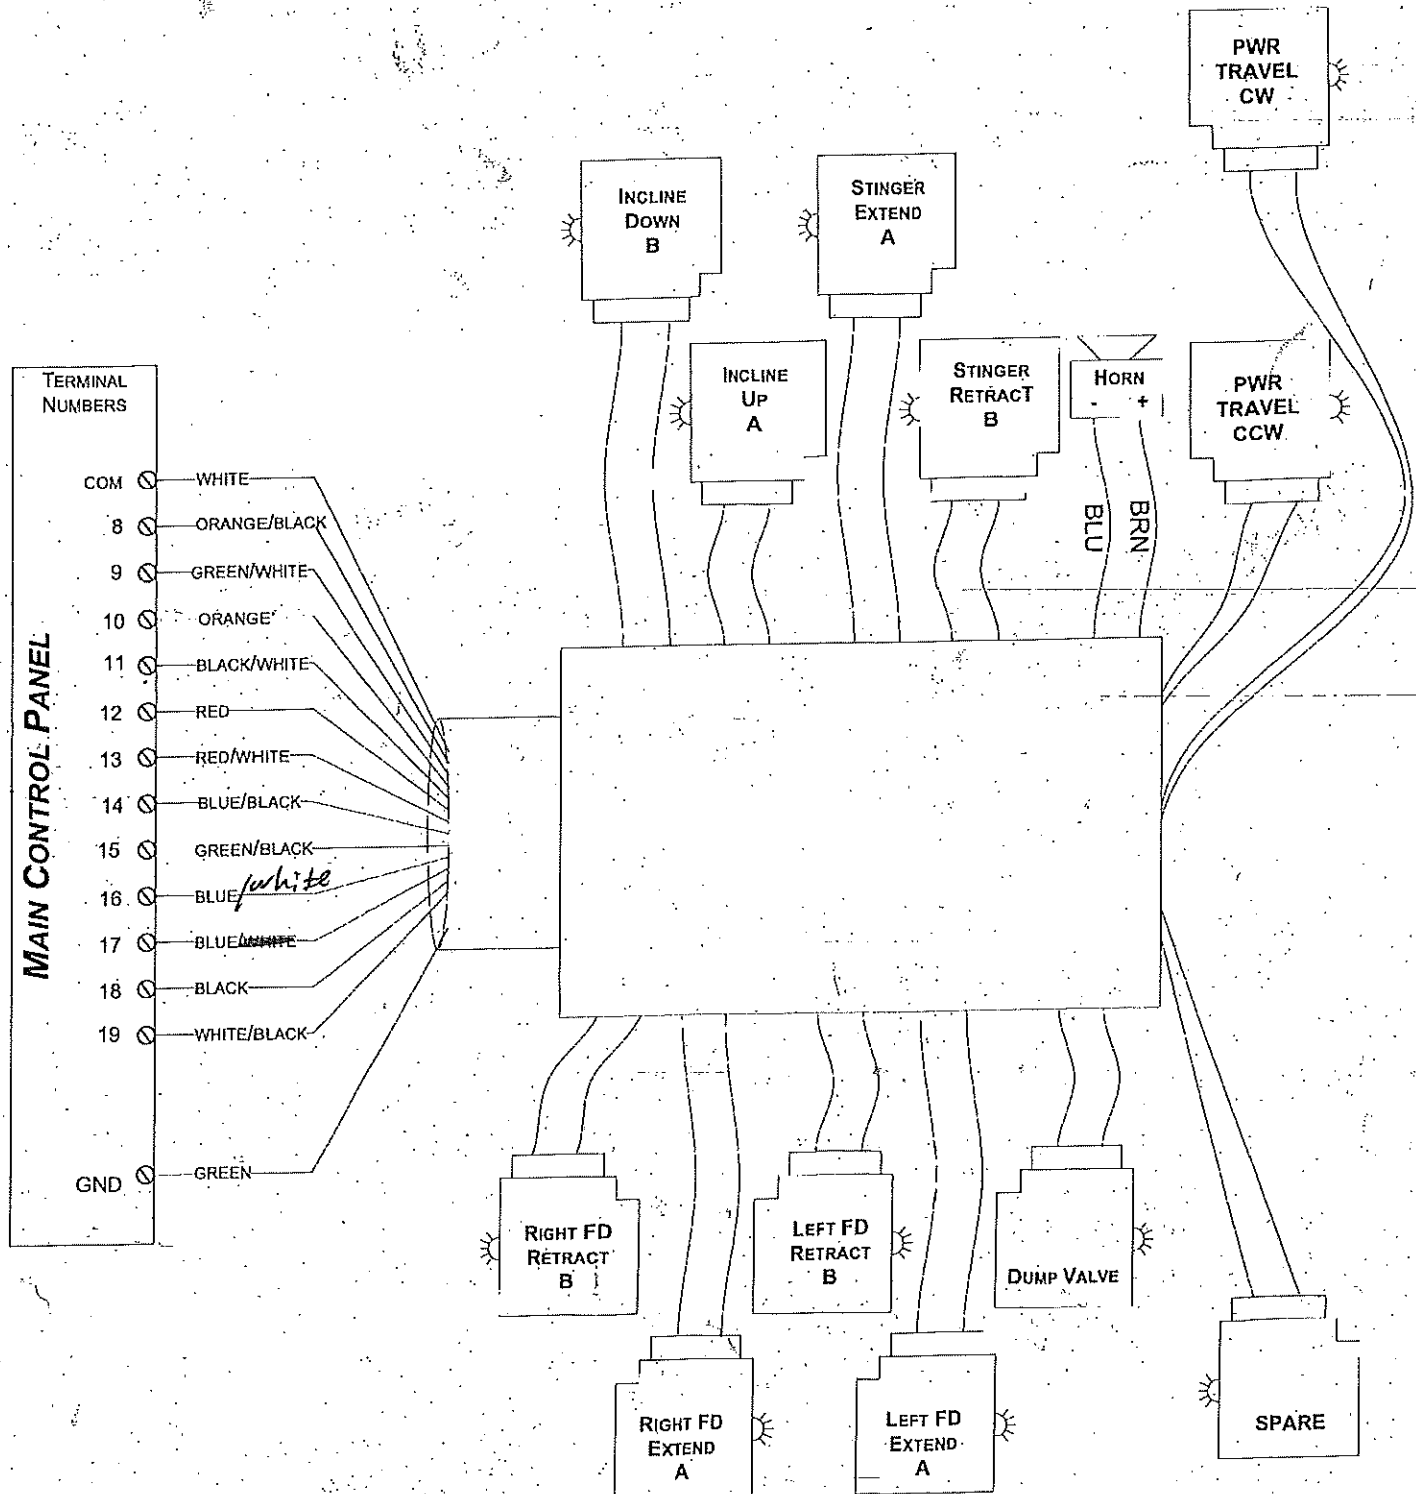 PWR
TRAVEL
CW
INCLINE
DOWN
B
STINGER
EXTEND
A
INCLINE
UP
A
STINGER
RETRACT
B
HORN
- +
BLU
BRN
PWR
TRAVEL
CCW
MAIN CONTROL PANEL
TERMINAL
NUMBERS
COM WHITE
8 ORANGE/BLACK
9 GREEN/WHITE
10 ORANGE
11 BLACK/WHITE
12 RED
13 RED/WHITE
14 BLUE/BLACK
15 GREEN/BLACK
16 BLUE/white
17 BLUE/WHITE
18 BLACK
19 WHITE/BLACK
GND GREEN
RIGHT FD
RETRACT
B
LEFT FD
RETRACT
B
DUMP VALVE
RIGHT FD
EXTEND
A
LEFT FD
EXTEND
A
SPARE